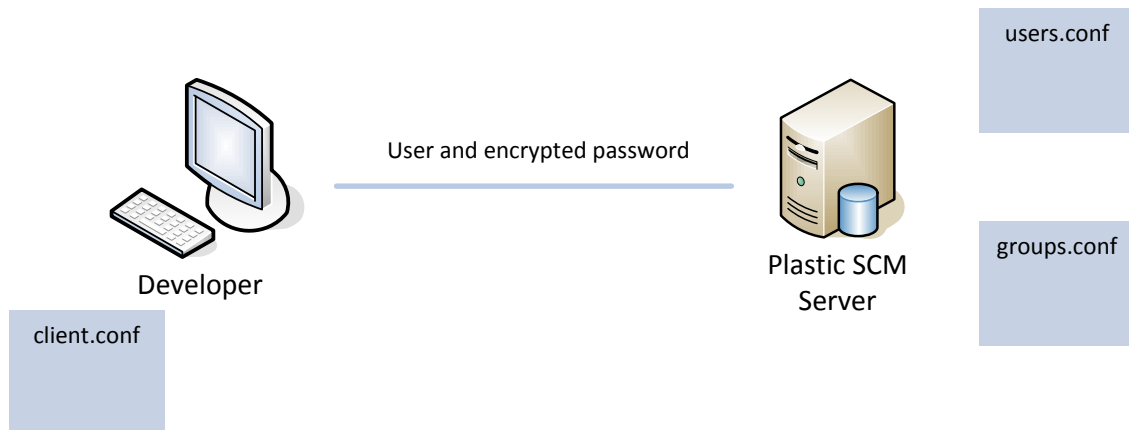 users.conf
User and encrypted password
Plastic SCM
Server
groups.conf
Developer
client.conf